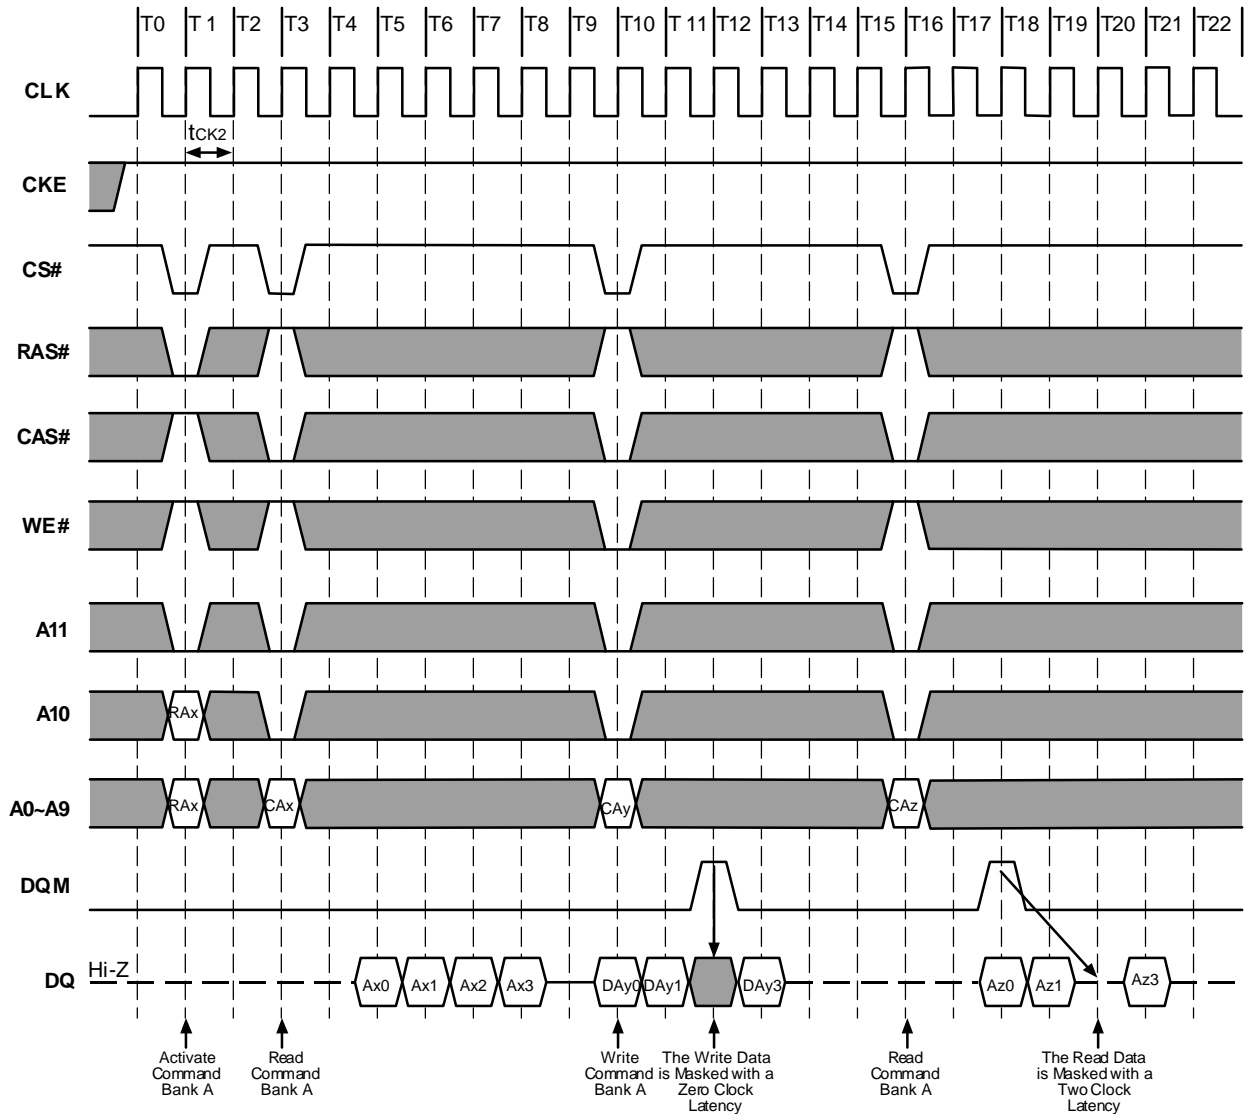 T0 T 1 T2 T3 T4 T5 T6 T7 T8 T9 T10 T 11 T12 T13 T14 T15 T16 T17 T18 T19 T20 T21 T22
CLK
tCK2
CKE
CS#
RAS#
CAS#
WE#
A11
A10
RAx
A0~A9
RAx CAx CAy CAz
DQM
DQ
Hi-Z
Ax0 Ax1 Ax2 Ax3 DAy0 DAy1 DAy3 Az0 Az1 Az3
Activate
Command
Bank A
Read
Command
Bank A
Write
Command
Bank A
The Write Data
is Masked with a
Zero Clock
Latency
Read
Command
Bank A
The Read Data
is Masked with a
Two Clock
Latency